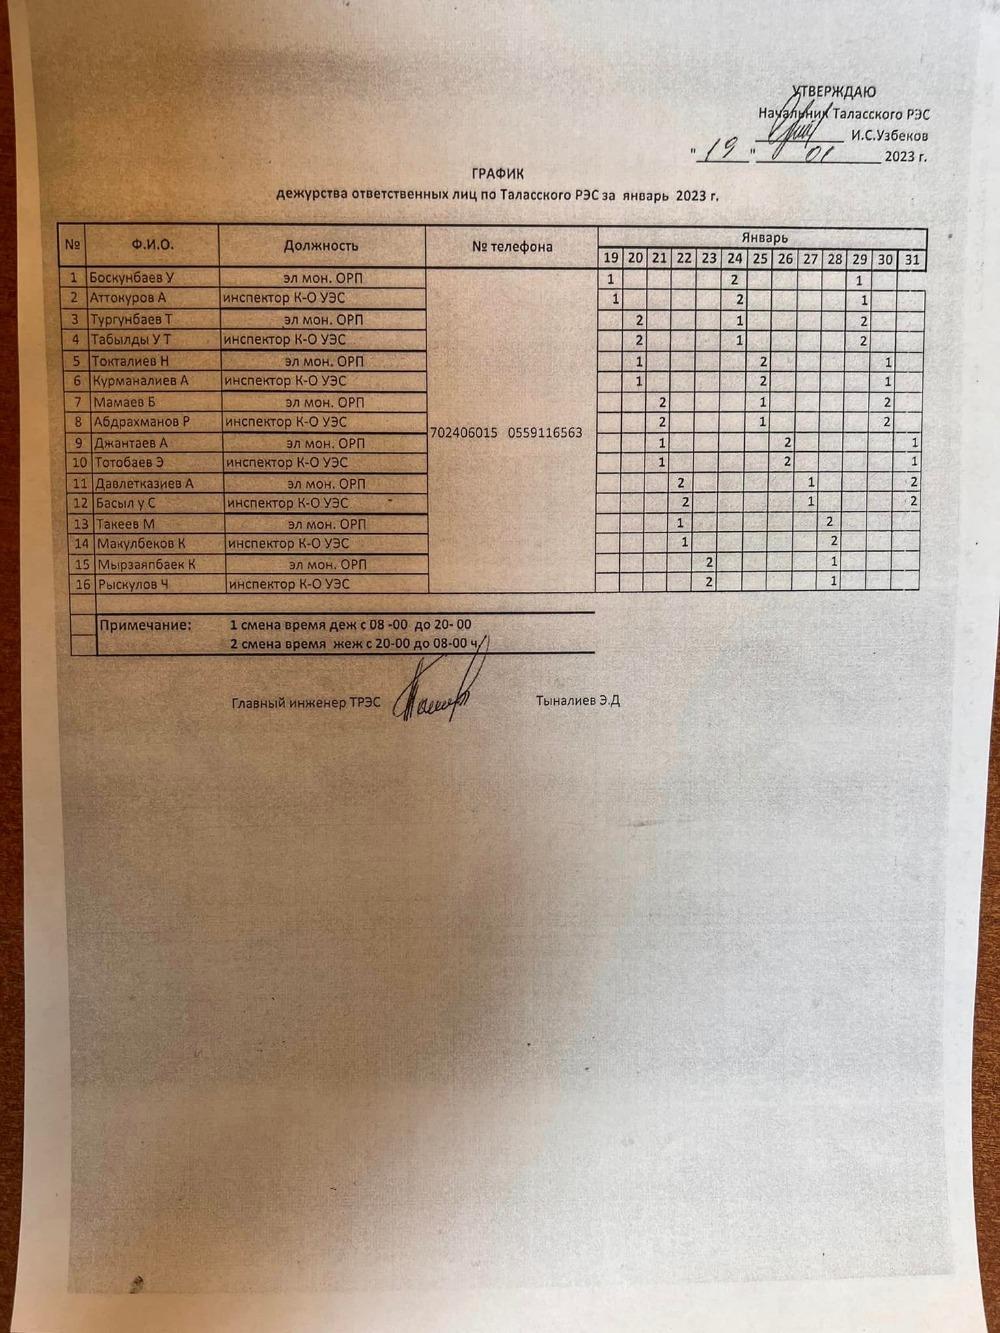 УТВЕРЖДАЮ
Начальник Таласского РЭС
И.С.Узбеков
" 19 " 01 2023 г.
ГРАФИК
дежурства ответственных лиц по Таласского РЭС за январь 2023 г.
№ Ф.И.О. Должность № телефона Январь
19 20 21 22 23 24 25 26 27 28 29 30 31
1 Боскунбаев У эл мон. ОРП 1 2 1
2 Аттокуров А инспектор К-О УЭС 1 2 1
3 Тургунбаев Т эл мон. ОРП 2 1 2
4 Табылды У Т инспектор К-О УЭС 2 1 2
5 Токталиев Н эл мон. ОРП 1 2 1
6 Курманалиев А инспектор К-О УЭС 1 2 1
7 Мамаев Б эл мон. ОРП 2 1 2
8 Абдрахманов Р инспектор К-О УЭС 2 1 2
702406015 0559116563
9 Джантаев А эл мон. ОРП 1 2 1
10 Тотобаев Э инспектор К-О УЭС 1 2 1
11 Давлетказиев А эл мон. ОРП 2 1 2
12 Басыл у С инспектор К-О УЭС 2 1 2
13 Такеев М эл мон. ОРП 1 2
14 Макулбеков К инспектор К-О УЭС 1 2
15 Мырзаяпбаек К эл мон. ОРП 2 1
16 Рыскулов Ч инспектор К-О УЭС 2 1
Примечание: 1 смена время деж с 08 -00 до 20- 00
2 смена время жеж с 20-00 до 08-00 ч
Главный инженер ТРЭС Тыналиев Э.Д